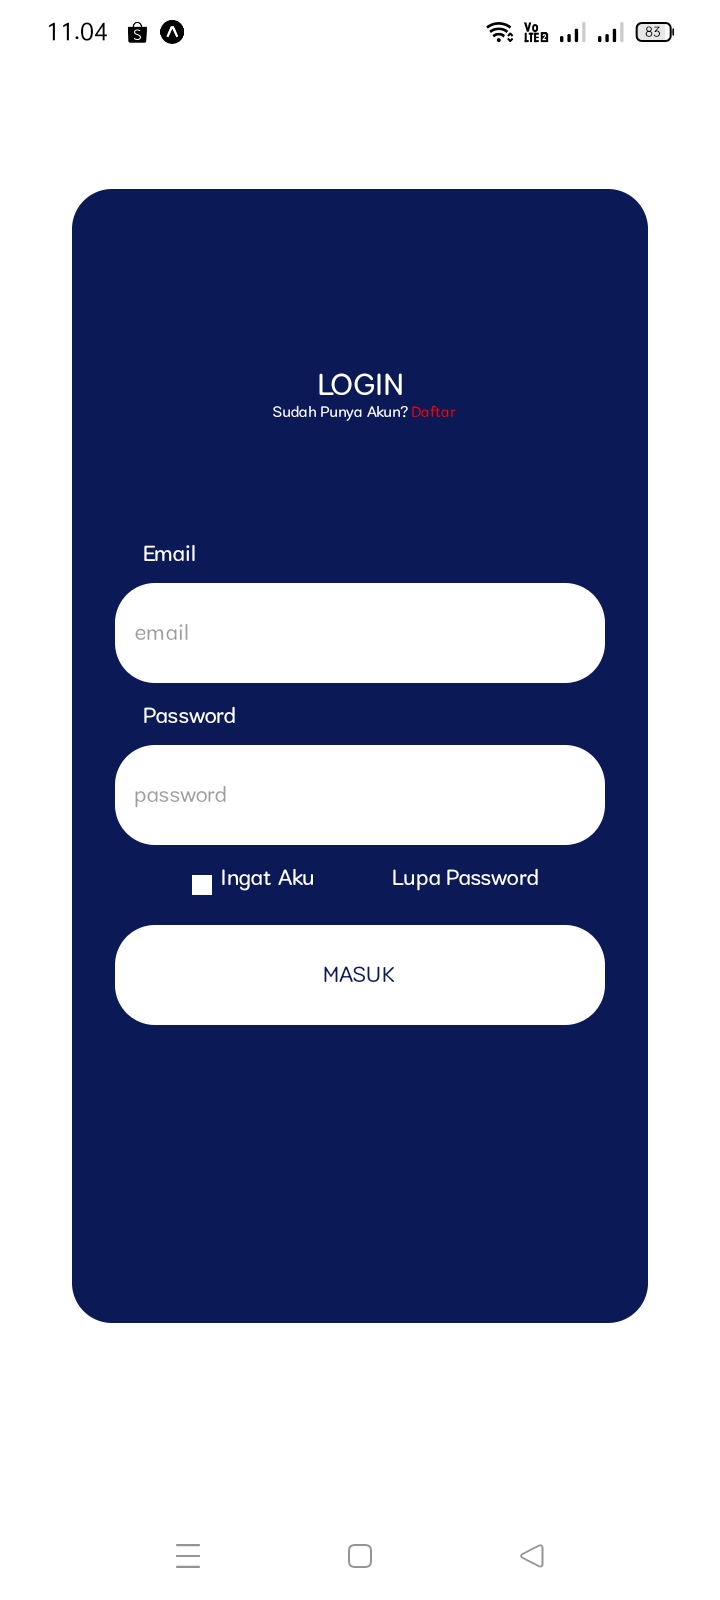 11.04 S Vo LTE2 83
LOGIN
Sudah Punya Akun? Daftar
Email
email
Password
password
Ingat Aku Lupa Password
MASUK